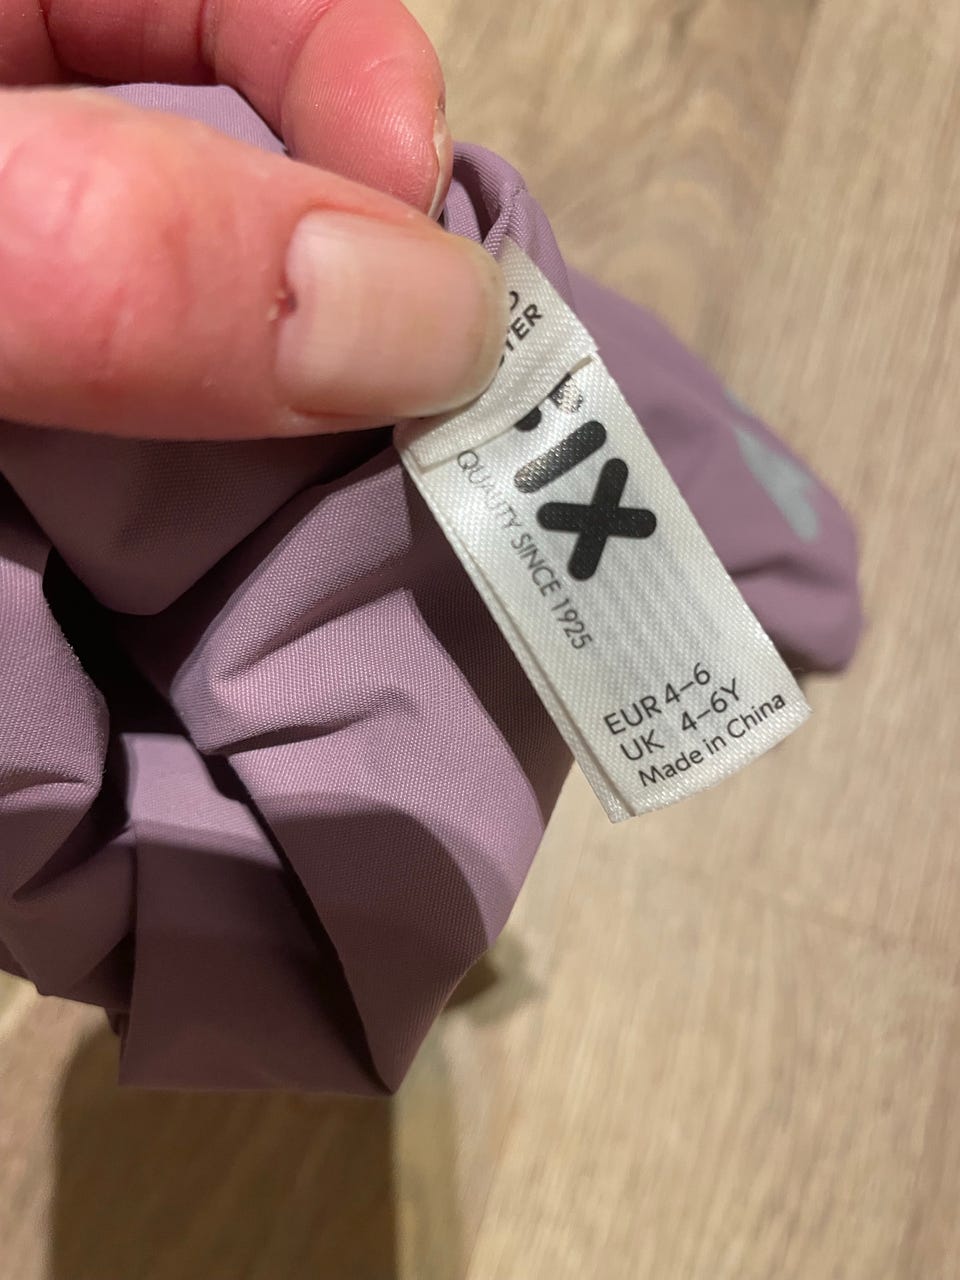 QUALITY SINCE 1925
EUR 4–6
UK 4–6Y
Made in China